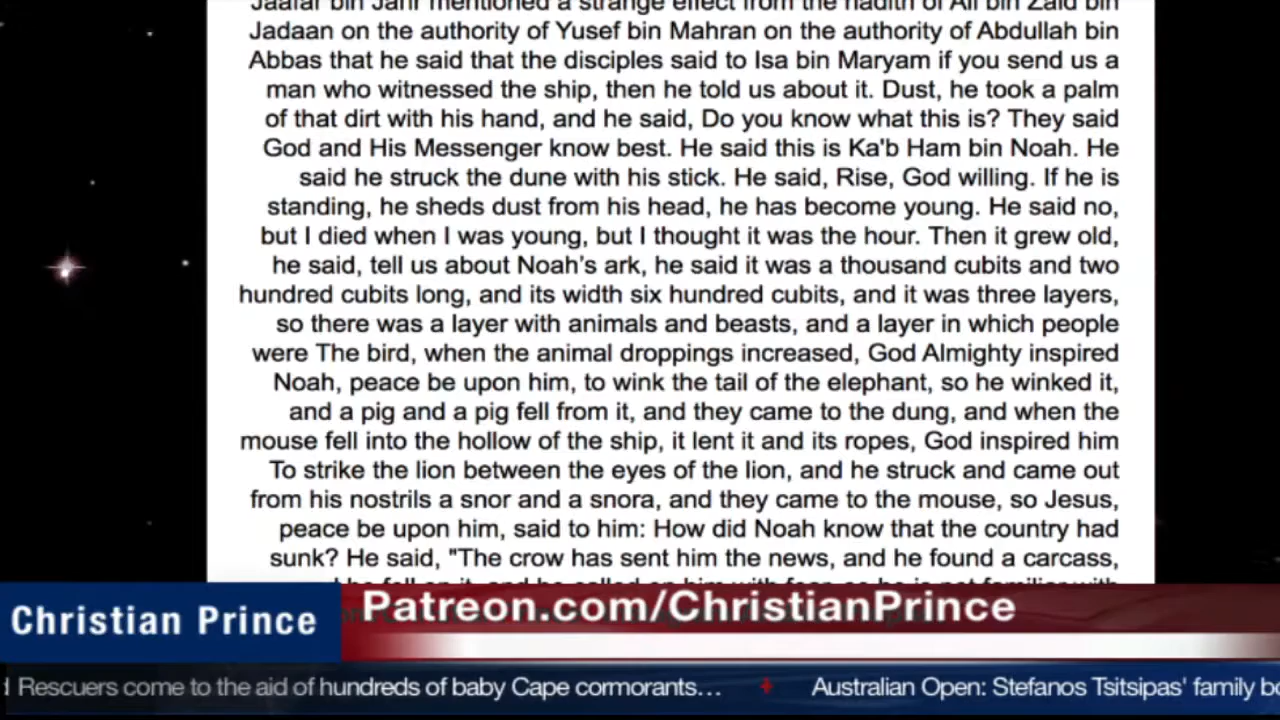 Jaafar bin Jarir mentioned a strange effect from the hadith of Ali bin Zaid bin
Jadaan on the authority of Yusef bin Mahran on the authority of Abdullah bin
Abbas that he said that the disciples said to Isa bin Maryam if you send us a
man who witnessed the ship, then he told us about it. Dust, he took a palm
of that dirt with his hand, and he said, Do you know what this is? They said
God and His Messenger know best. He said this is Ka'b Ham bin Noah. He
said he struck the dune with his stick. He said, Rise, God willing. If he is
standing, he sheds dust from his head, he has become young. He said no,
but I died when I was young, but I thought it was the hour. Then it grew old,
he said, tell us about Noah's ark, he said it was a thousand cubits and two
hundred cubits long, and its width six hundred cubits, and it was three layers,
so there was a layer with animals and beasts, and a layer in which people
were The bird, when the animal droppings increased, God Almighty inspired
Noah, peace be upon him, to wink the tail of the elephant, so he winked it,
and a pig and a pig fell from it, and they came to the dung, and when the
mouse fell into the hollow of the ship, it lent it and its ropes, God inspired him
To strike the lion between the eyes of the lion, and he struck and came out
from his nostrils a snor and a snora, and they came to the mouse, so Jesus,
peace be upon him, said to him: How did Noah know that the country had
sunk? He said, "The crow has sent him the news, and he found a carcass,
Christian Prince
Patreon.com/ChristianPrince
Rescuers come to the aid of hundreds of baby Cape cormorants...
Australian Open: Stefanos Tsitsipas' family